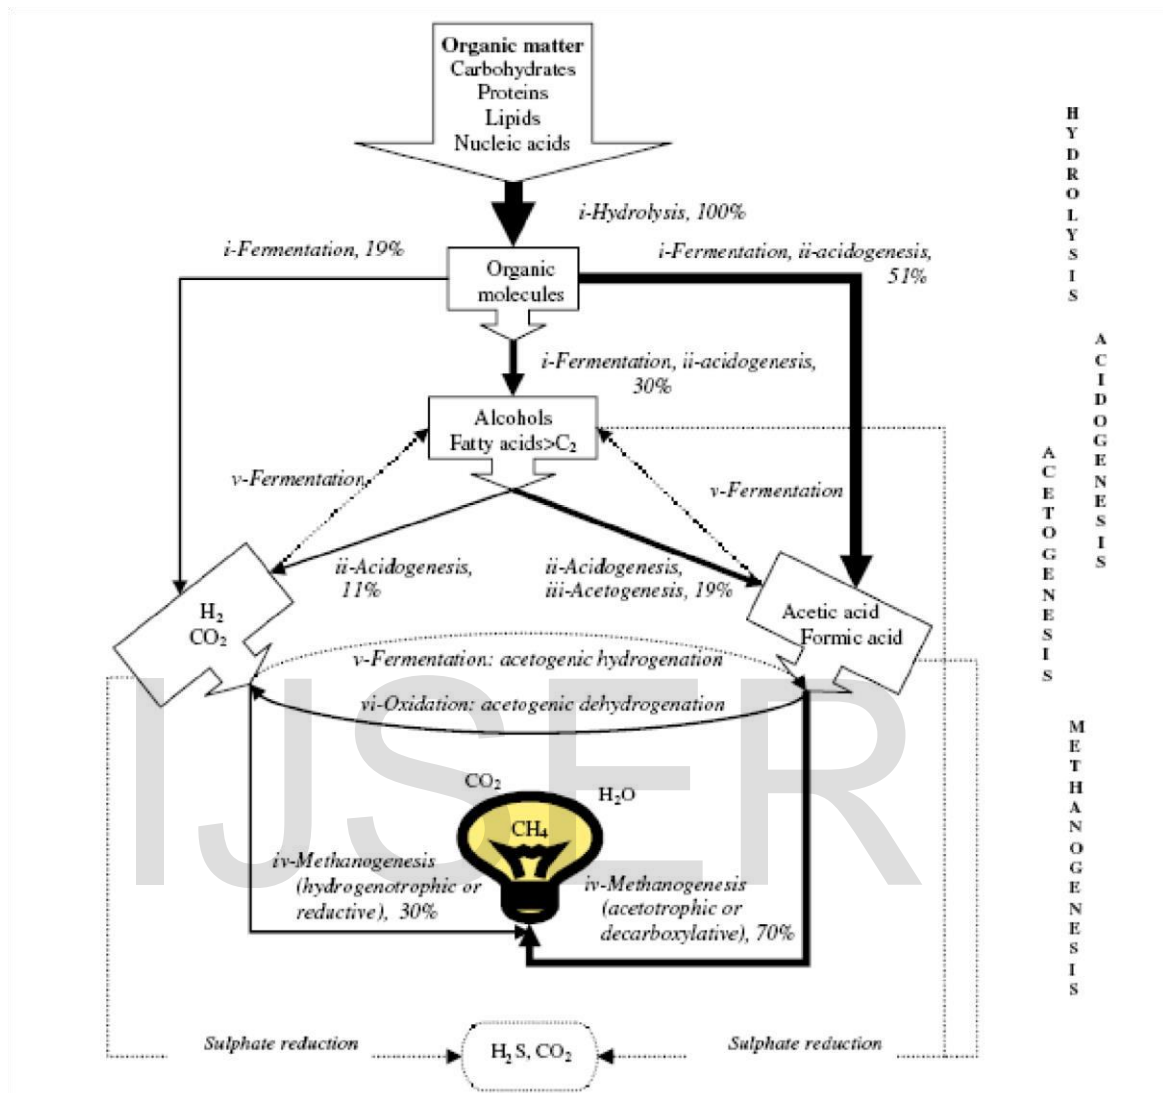 Organic matter
Carbohydrates
Proteins
Lipids
Nucleic acids
i-Hydrolysis, 100%
i-Fermentation, 19%
i-Fermentation, ii-acidogenesis,
51%
Organic
molecules
i-Fermentation, ii-acidogenesis,
30%
Alcohols
Fatty acids>C₂
v-Fermentation
v-Fermentation
ii-Acidogenesis,
11%
ii-Acidogenesis,
iii-Acetogenesis, 19%
H₂
CO₂
Acetic acid
Formic acid
v-Fermentation: acetogenic hydrogenation
vi-Oxidation: acetogenic dehydrogenation
CO₂
H₂O
CH₄
iv-Methanogenesis
(hydrogenotrophic or
reductive), 30%
iv-Methanogenesis
(acetotrophic or
decarboxylative), 70%
Sulphate reduction
H₂S, CO₂
Sulphate reduction
HYDROLYSIS
ACIDOGENESIS
ACETOGENESIS
METHANOGENESIS
IJSER